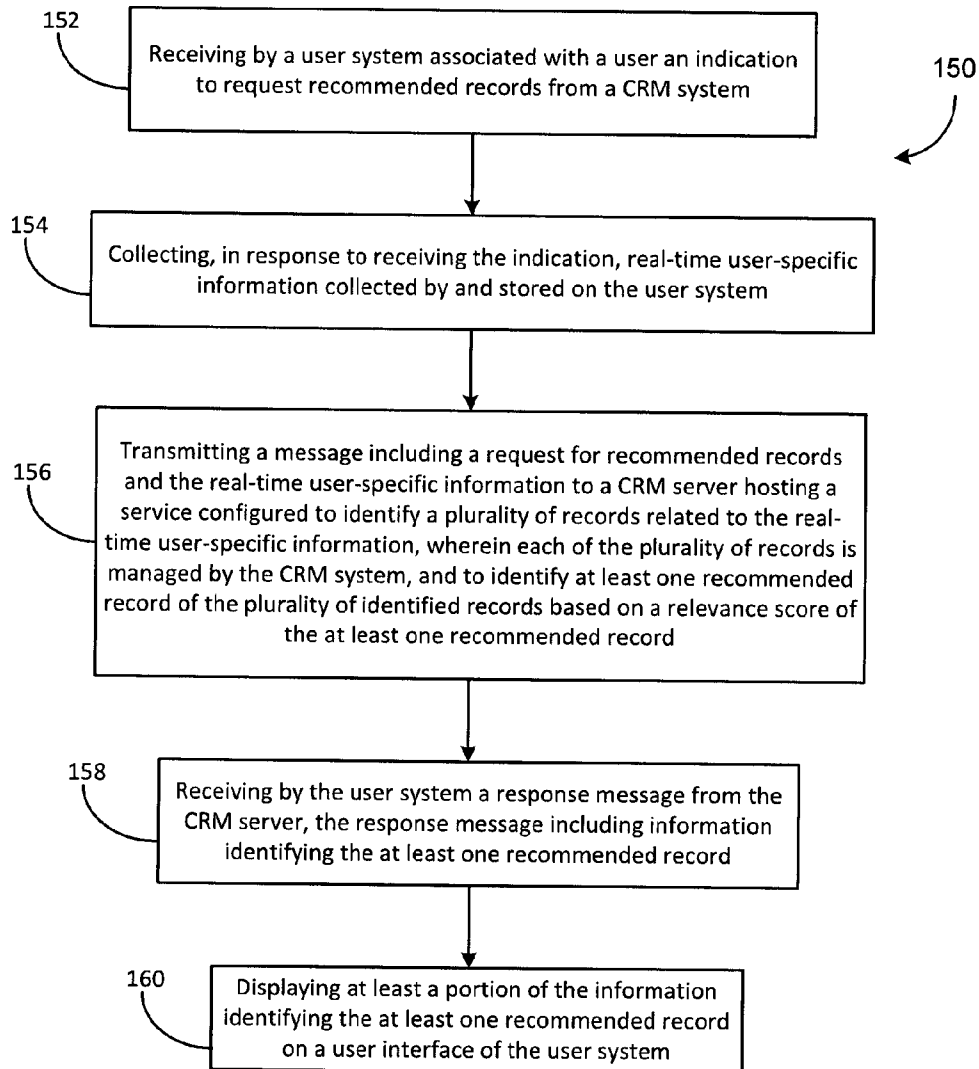 152
Receiving by a user system associated with a user an indication
to request recommended records from a CRM system
150
154
Collecting, in response to receiving the indication, real-time user-specific
information collected by and stored on the user system
156
Transmitting a message including a request for recommended records
and the real-time user-specific information to a CRM server hosting a
service configured to identify a plurality of records related to the real-
time user-specific information, wherein each of the plurality of records is
managed by the CRM system, and to identify at least one recommended
record of the plurality of identified records based on a relevance score of
the at least one recommended record
158
Receiving by the user system a response message from the
CRM server, the response message including information
identifying the at least one recommended record
160
Displaying at least a portion of the information
identifying the at least one recommended record
on a user interface of the user system